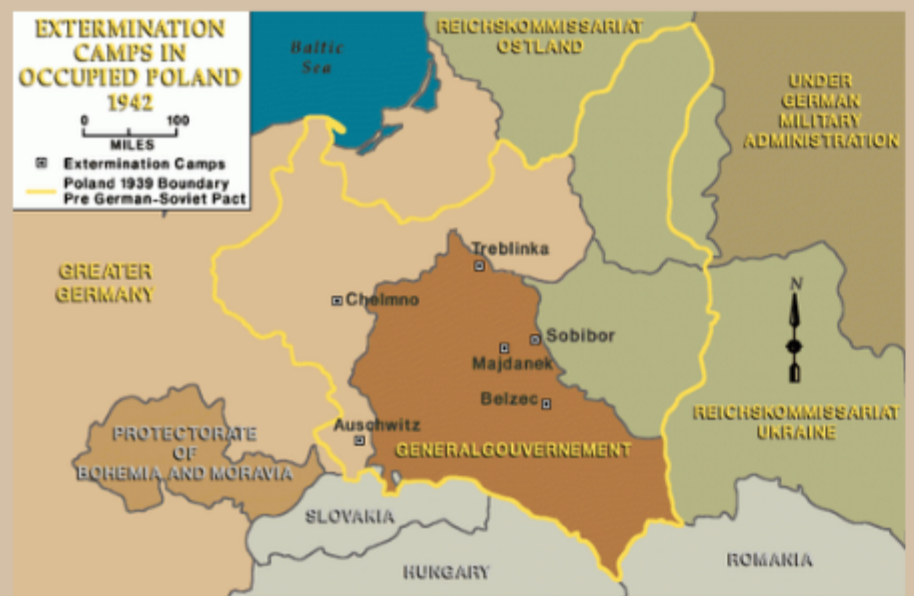 EXTERMINATION
CAMPS IN
OCCUPIED POLAND
1942
0 100
MILES
Extermination Camps
Poland 1939 Boundary
Pre German-Soviet Pact
Baltic
Sea
REICHSKOMMISSARIAT
OSTLAND
UNDER
GERMAN
MILITARY
ADMINISTRATION
GREATER
GERMANY
Treblinka
Chelmno
N
Sobibor
Majdanek
Belzec
Auschwitz
GENERALGOUVERNEMENT
REICHSKOMMISSARIAT
UKRAINE
PROTECTORATE
OF
BOHEMIA AND MORAVIA
SLOVAKIA
HUNGARY
ROMANIA